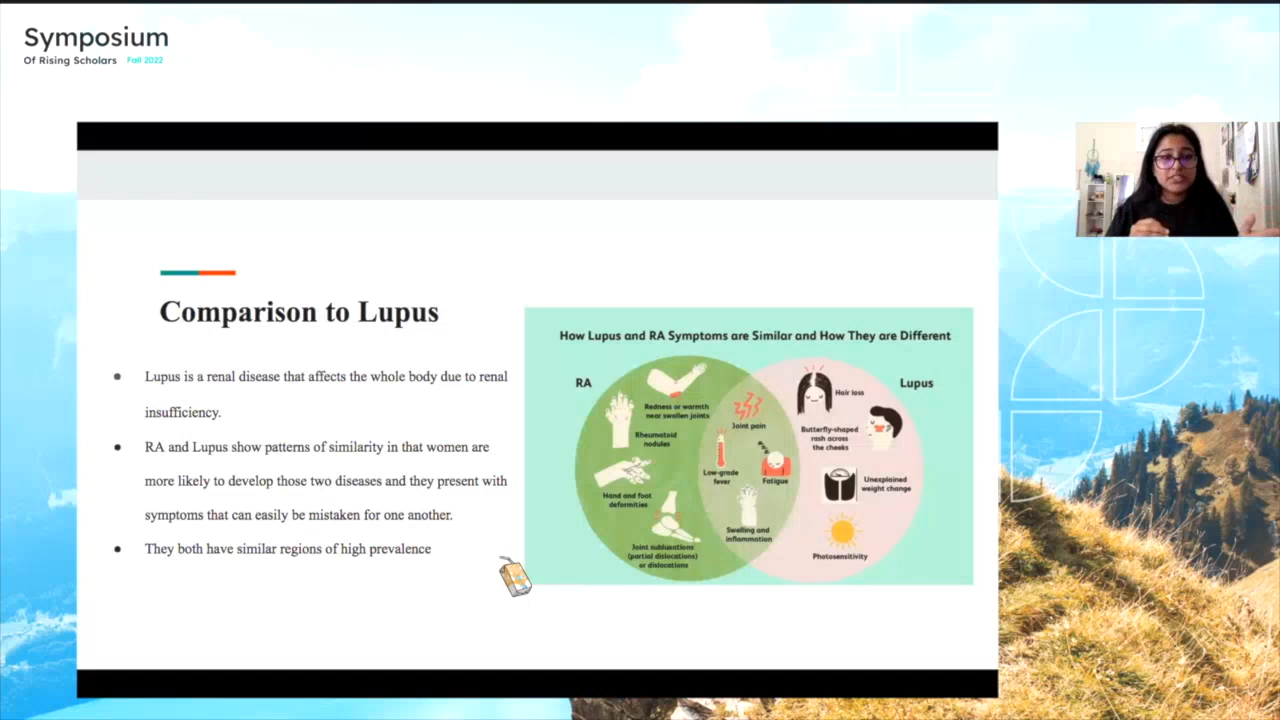 Symposium
Of Rising Scholars Fall 2022
Comparison to Lupus
• Lupus is a renal disease that affects the whole body due to renal
insufficiency.
• RA and Lupus show patterns of similarity in that women are
more likely to develop those two diseases and they present with
symptoms that can easily be mistaken for one another.
• They both have similar regions of high prevalence
How Lupus and RA Symptoms are Similar and How They are Different
RA
Redness or warmth
near swollen joints
Rheumatoid
nodules
Hand and foot
deformities
Joint subluxations
(partial dislocations)
or dislocations
Joint pain
Low-grade
fever
Fatigue
Swelling and
inflammation
Lupus
Hair loss
Butterfly-shaped
rash across
the cheeks
Unexplained
weight change
Photosensitivity